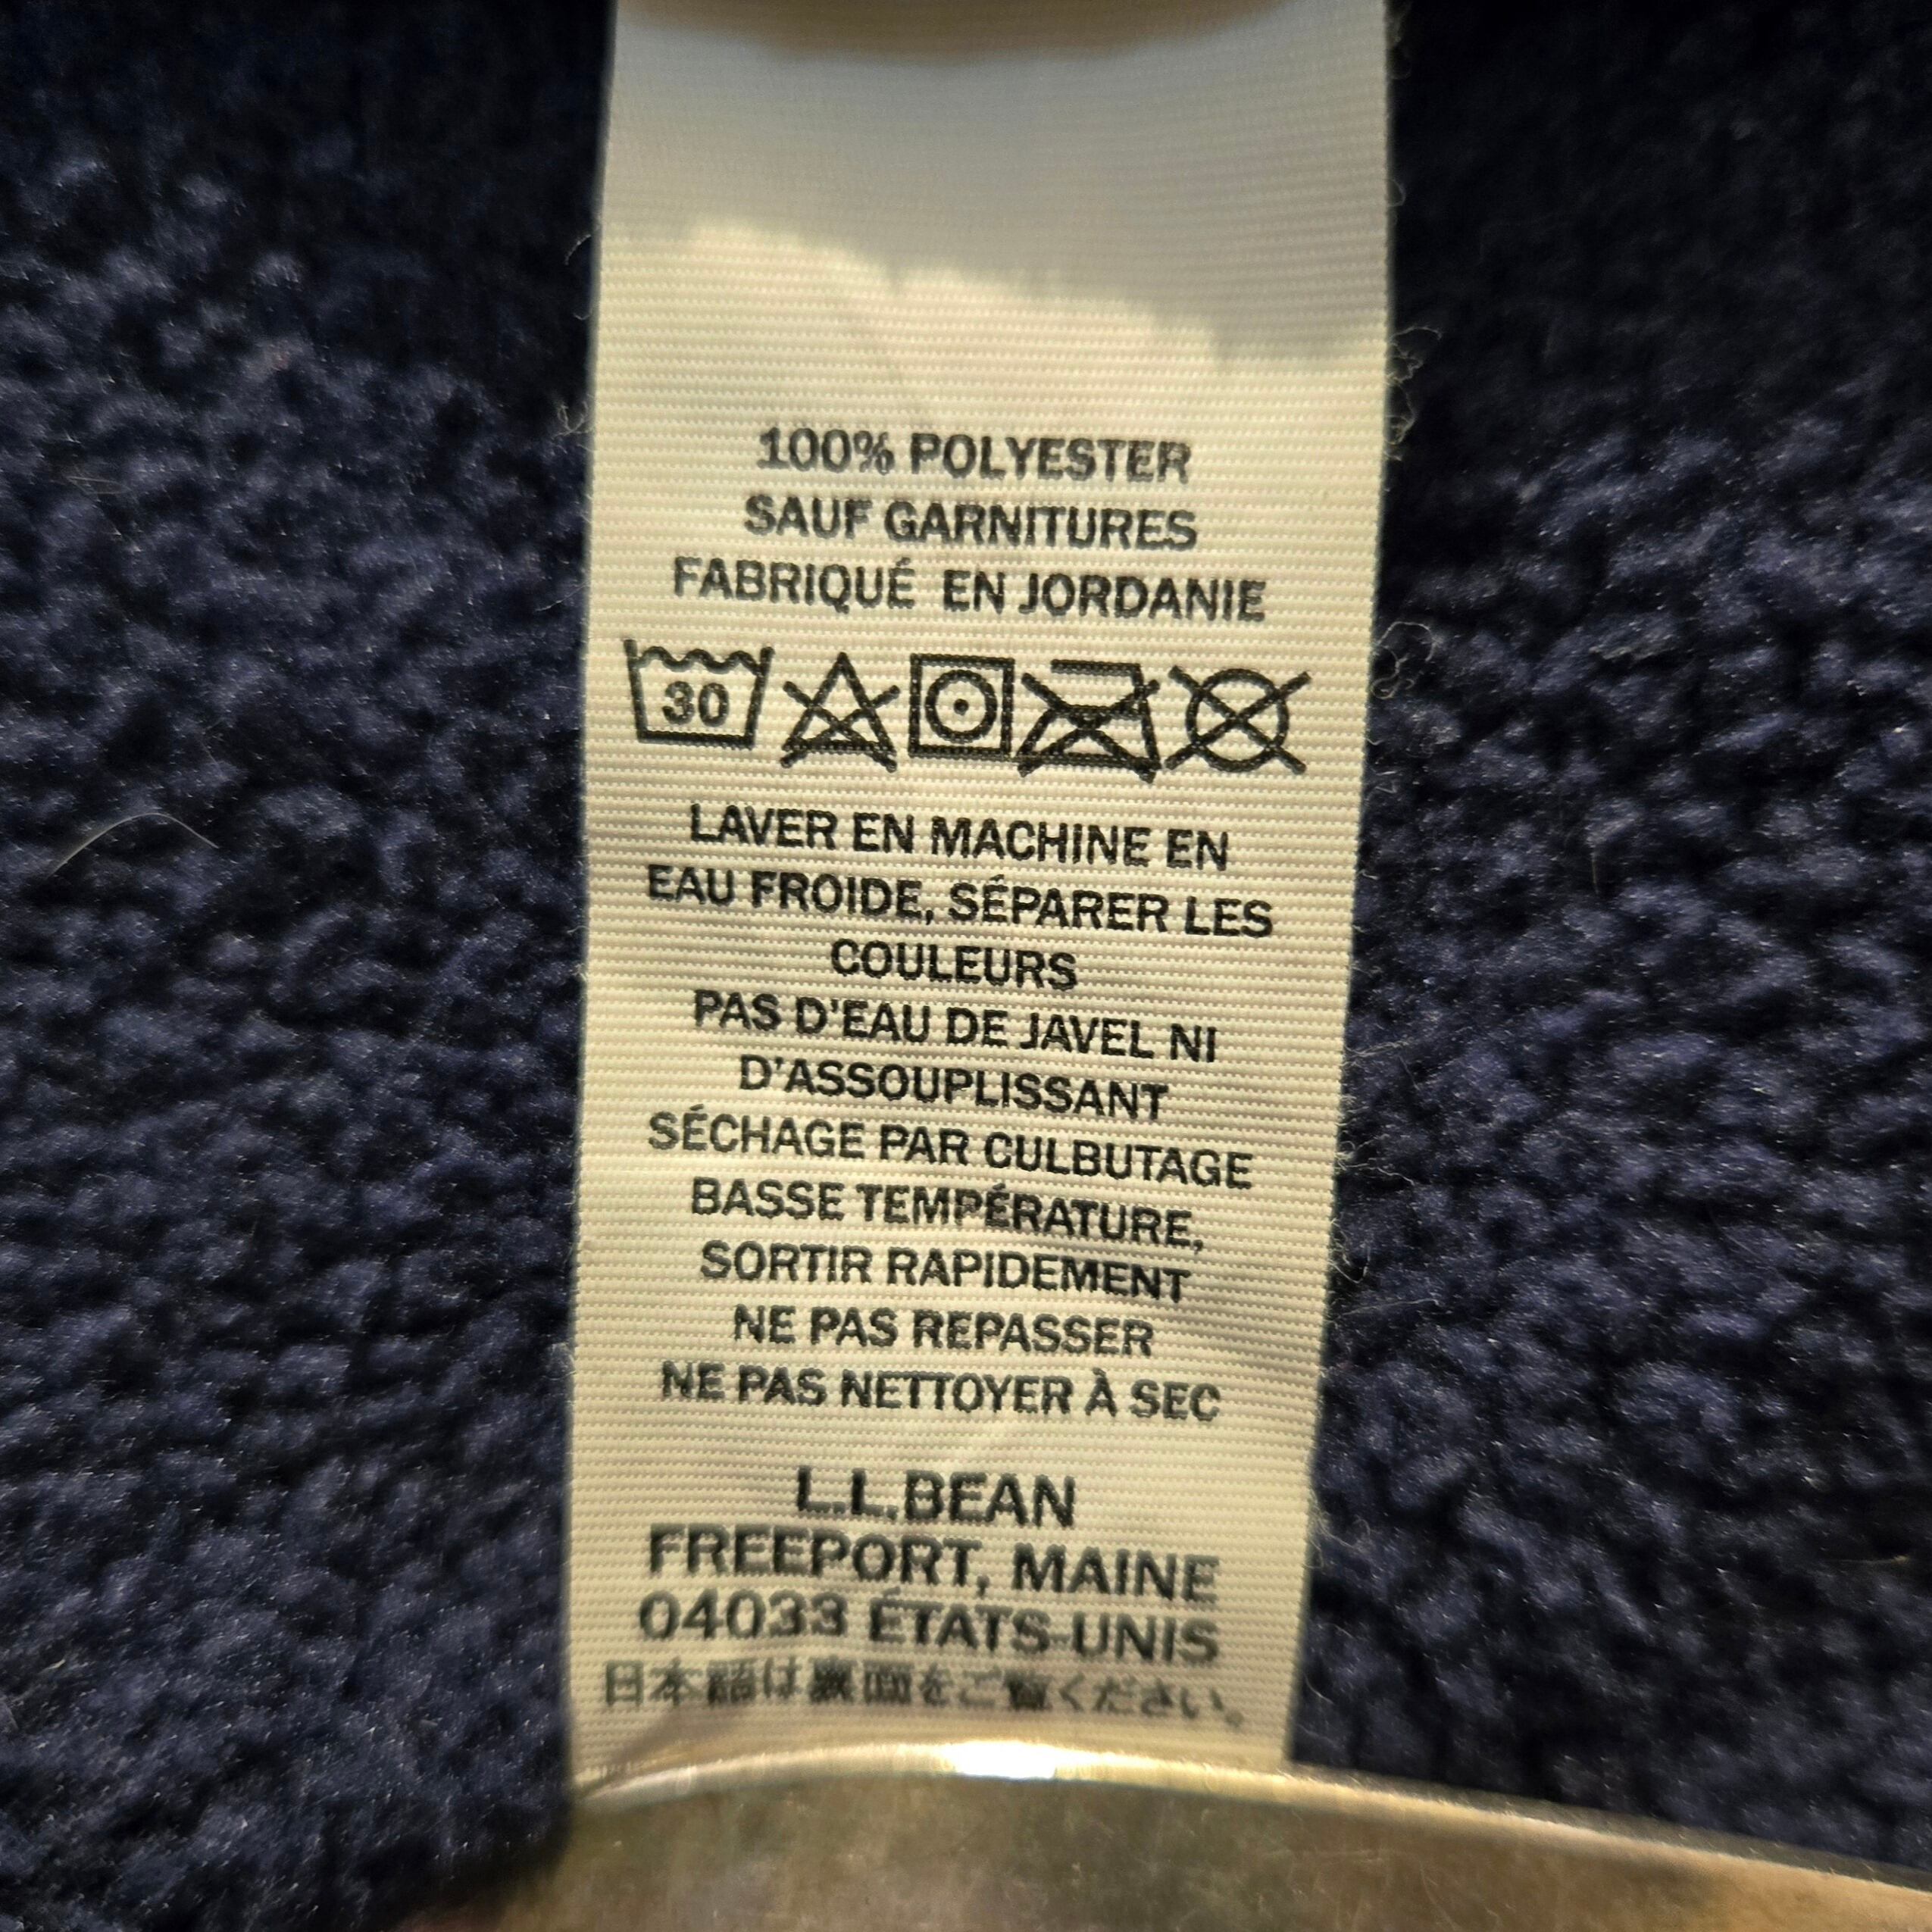 100% POLYESTER
SAUF GARNITURES
FABRIQUÉ EN JORDANIE
30
LAVER EN MACHINE EN
EAU FROIDE, SÉPARER LES
COULEURS
PAS D'EAU DE JAVEL NI
D'ASSOUPLISSANT
SÉCHAGE PAR CULBUTAGE
BASSE TEMPÉRATURE,
SORTIR RAPIDEMENT
NE PAS REPASSER
NE PAS NETTOYER À SEC
L.L.BEAN
FREEPORT, MAINE
04033 ÉTATS-UNIS
日本語は裏面をご覧ください。